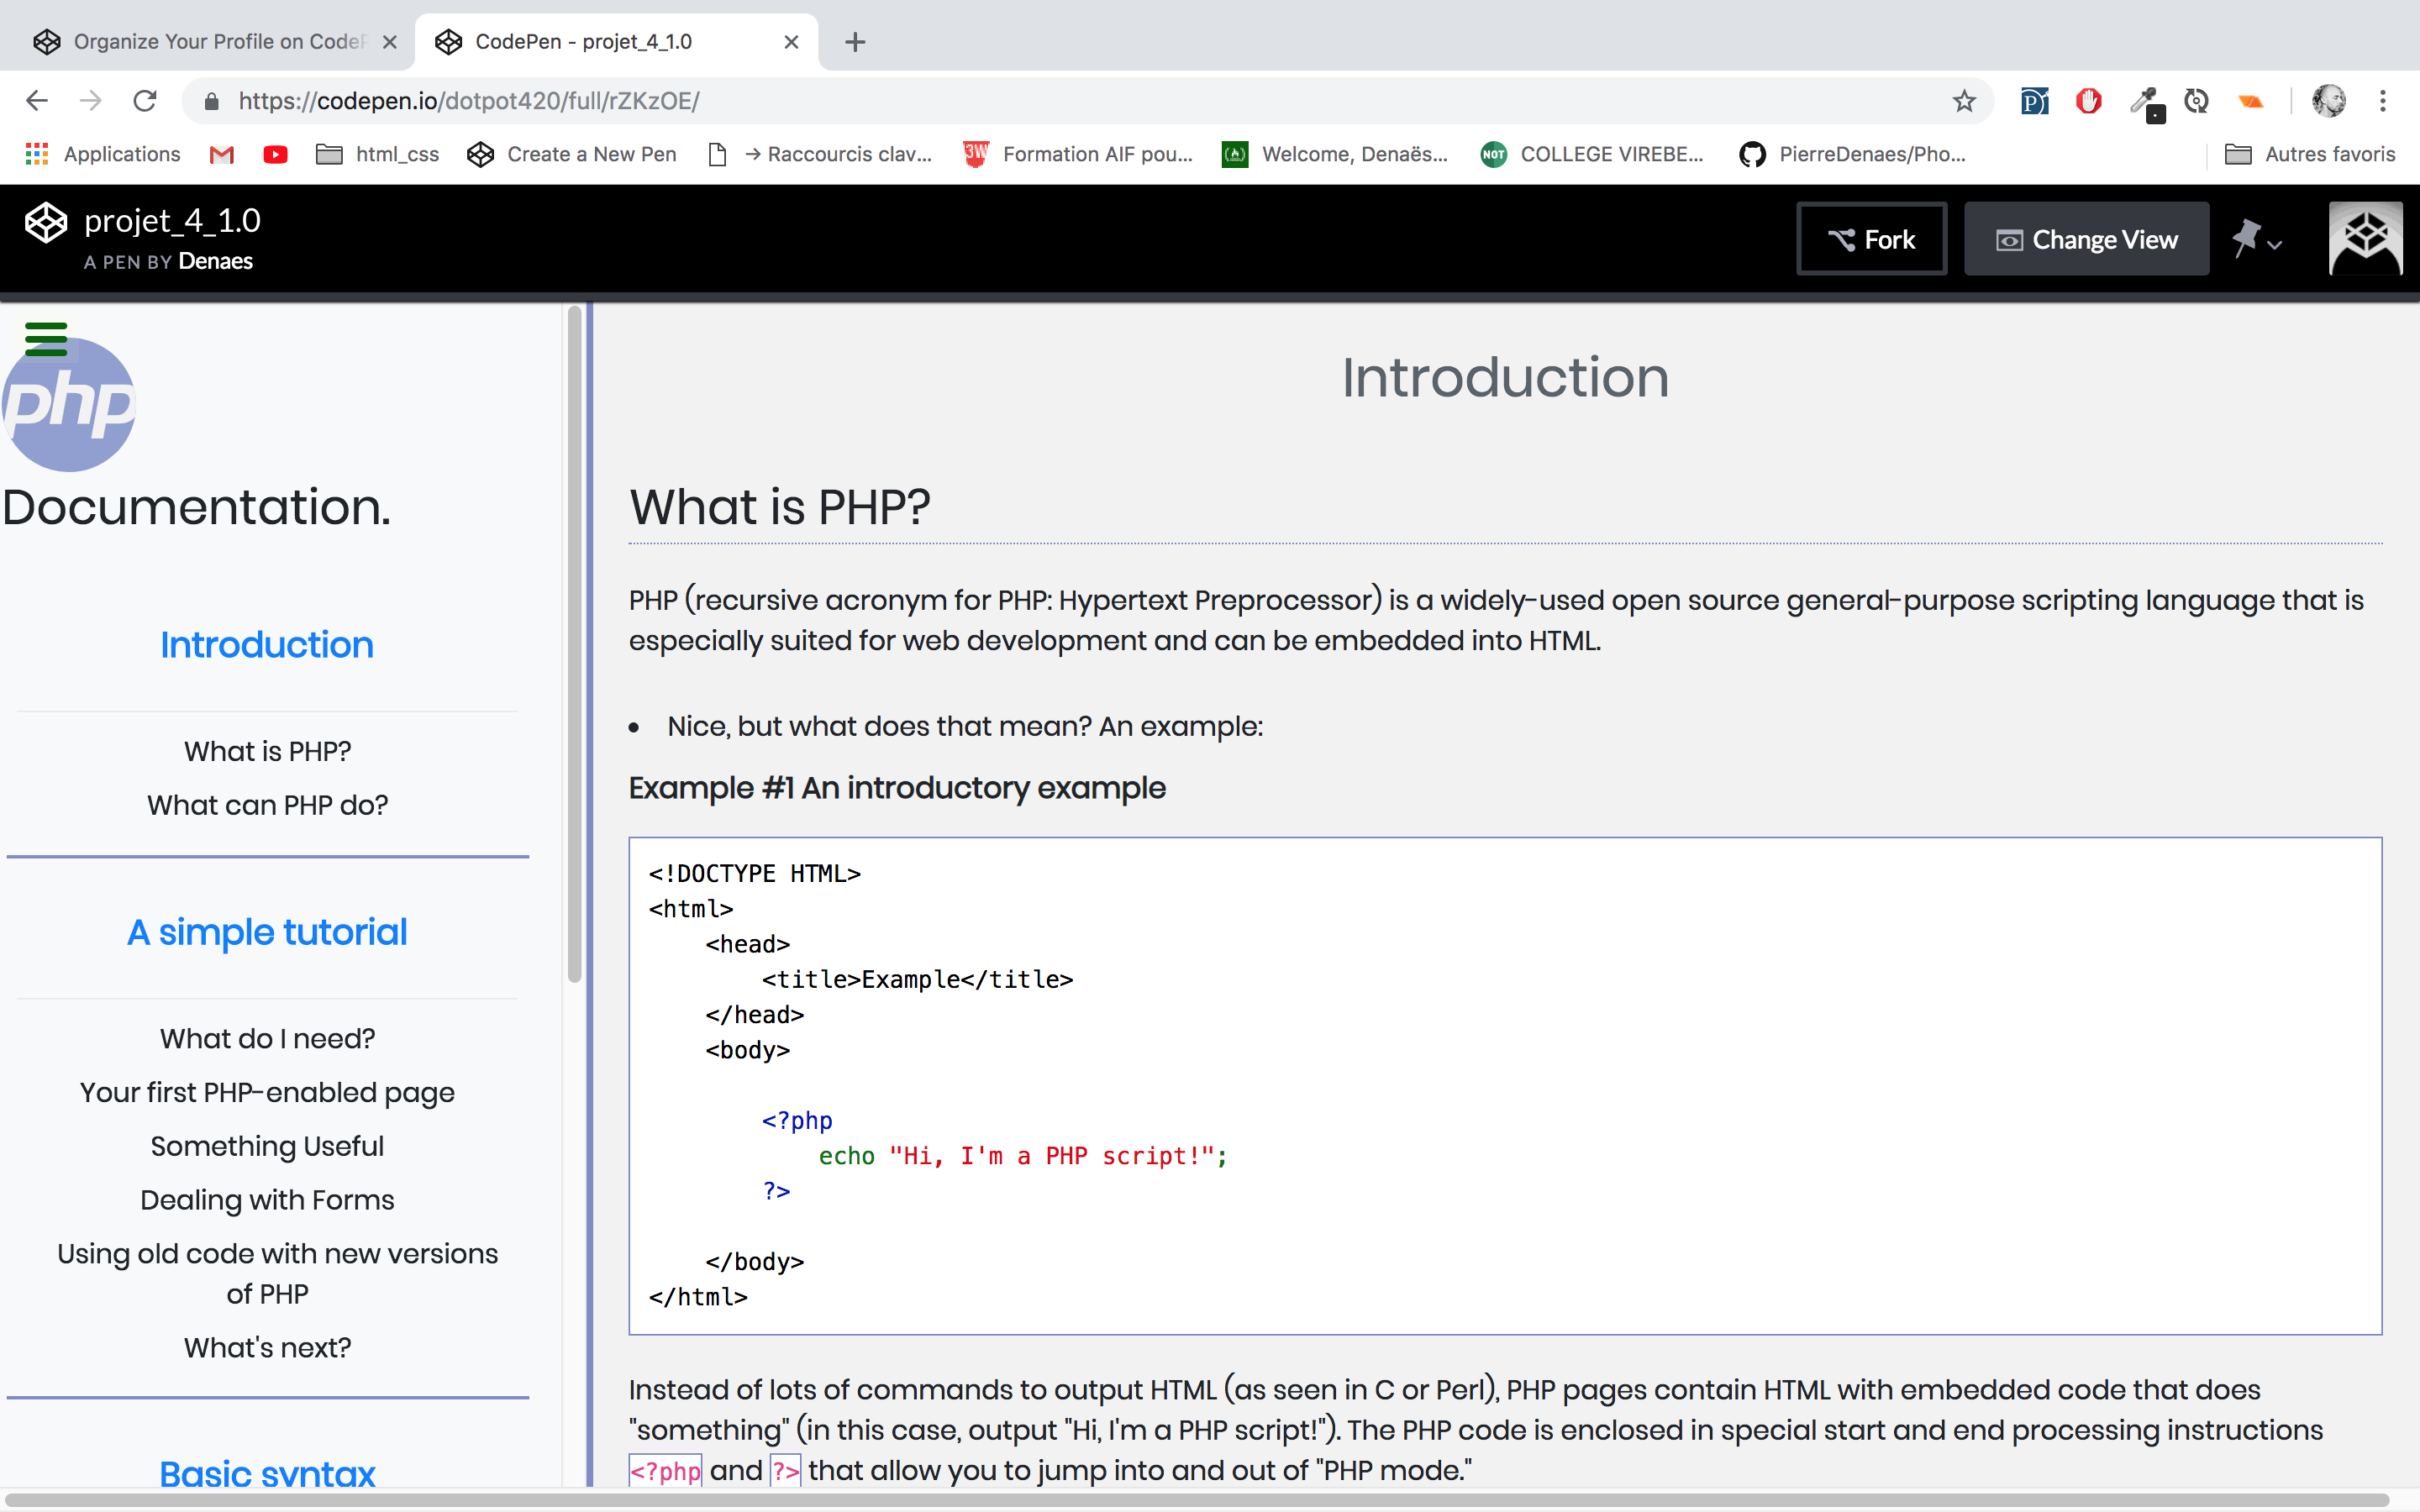 Organize Your Profile on CodeP
CodePen - projet_4_1.0
https://codepen.io/dotpot420/full/rZKzOE/
Applications
html_css
Create a New Pen
→ Raccourcis clav...
Formation AIF pou...
Welcome, Denaës...
COLLEGE VIREBE...
PierreDenaes/Pho...
Autres favoris
projet_4_1.0
A PEN BY Denaes
Fork
Change View
php
Documentation.
Introduction
What is PHP?
What can PHP do?
A simple tutorial
What do I need?
Your first PHP-enabled page
Something Useful
Dealing with Forms
Using old code with new versions
of PHP
What's next?
Basic syntax
Introduction
What is PHP?
PHP (recursive acronym for PHP: Hypertext Preprocessor) is a widely-used open source general-purpose scripting language that is
especially suited for web development and can be embedded into HTML.
• Nice, but what does that mean? An example:
Example #1 An introductory example
<!DOCTYPE HTML>
<html>
    <head>
        <title>Example</title>
    </head>
    <body>
        <?php
            echo "Hi, I'm a PHP script!";
        ?>
    </body>
</html>
Instead of lots of commands to output HTML (as seen in C or Perl), PHP pages contain HTML with embedded code that does
"something" (in this case, output "Hi, I'm a PHP script!"). The PHP code is enclosed in special start and end processing instructions
<?php and ?> that allow you to jump into and out of "PHP mode."